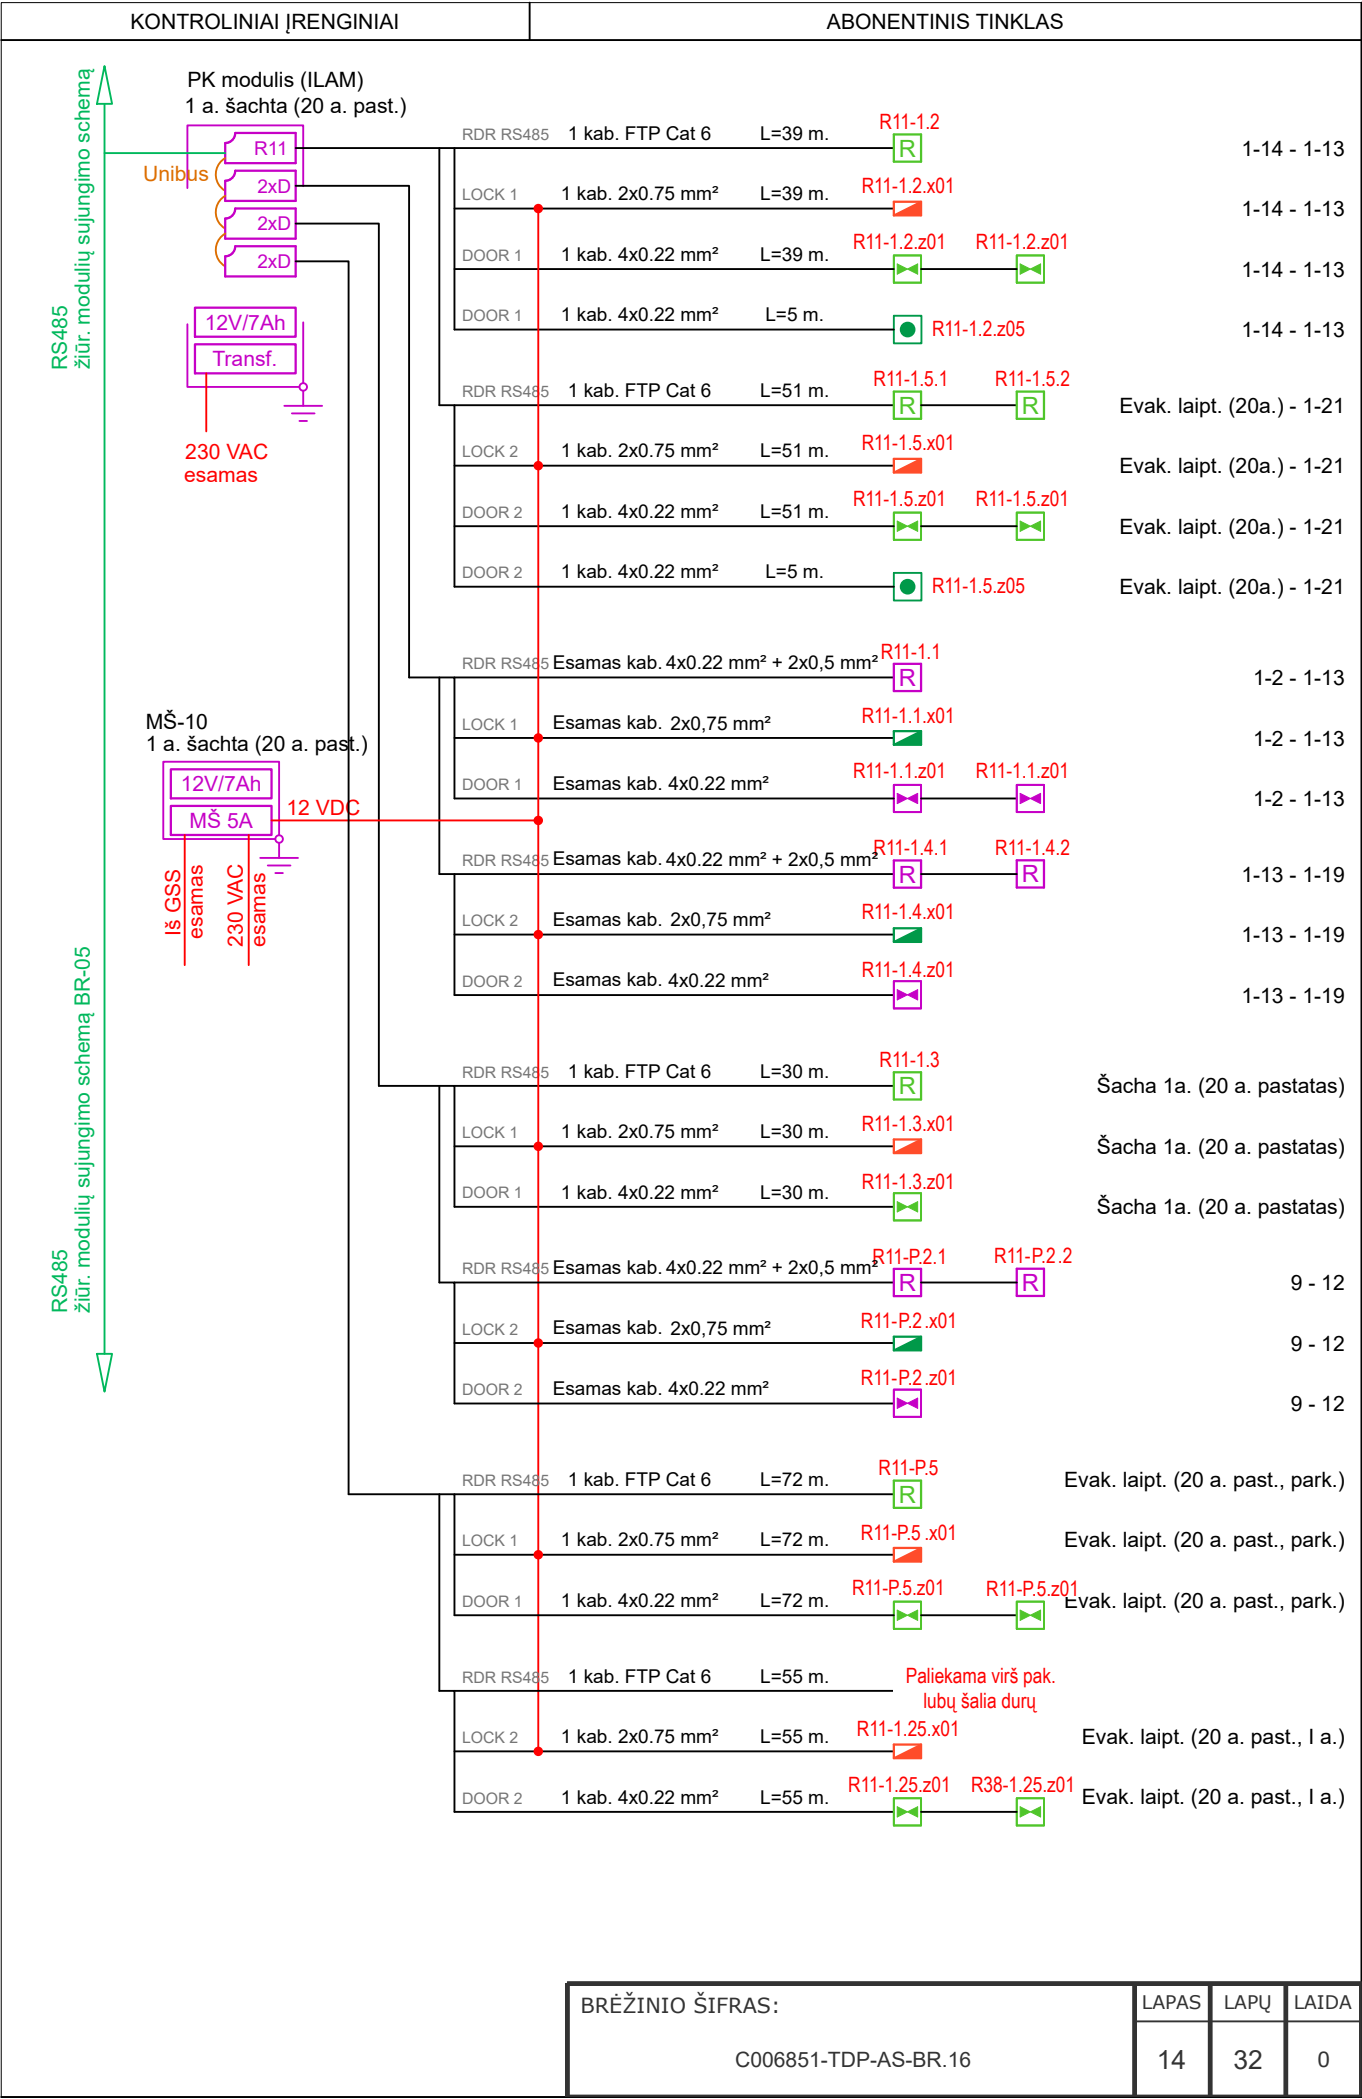 KONTROLINIAI ĮRENGINIAI
ABONENTINIS TINKLAS
RS485
žiūr. modulių sujungimo schemą
PK modulis (ILAM)
1 a. šachta (20 a. past.)
R11
Unibus
2xD
2xD
2xD
12V/7Ah
Transf.
230 VAC
esamas
RDR RS485 1 kab. FTP Cat 6 L=39 m. R11-1.2 R 1-14 - 1-13
LOCK 1 1 kab. 2x0.75 mm² L=39 m. R11-1.2.x01 1-14 - 1-13
DOOR 1 1 kab. 4x0.22 mm² L=39 m. R11-1.2.z01 R11-1.2.z01 1-14 - 1-13
DOOR 1 1 kab. 4x0.22 mm² L=5 m. R11-1.2.z05 1-14 - 1-13
RDR RS485 1 kab. FTP Cat 6 L=51 m. R11-1.5.1 R R11-1.5.2 R Evak. laipt. (20a.) - 1-21
LOCK 2 1 kab. 2x0.75 mm² L=51 m. R11-1.5.x01 Evak. laipt. (20a.) - 1-21
DOOR 2 1 kab. 4x0.22 mm² L=51 m. R11-1.5.z01 R11-1.5.z01 Evak. laipt. (20a.) - 1-21
DOOR 2 1 kab. 4x0.22 mm² L=5 m. R11-1.5.z05 Evak. laipt. (20a.) - 1-21
RDR RS485 Esamas kab. 4x0.22 mm² + 2x0,5 mm² R11-1.1 R 1-2 - 1-13
LOCK 1 Esamas kab. 2x0,75 mm² R11-1.1.x01 1-2 - 1-13
DOOR 1 Esamas kab. 4x0.22 mm² R11-1.1.z01 R11-1.1.z01 1-2 - 1-13
MŠ-10
1 a. šachta (20 a. past.)
12V/7Ah
MŠ 5A
12 VDC
Iš GSS
esamas
230 VAC
esamas
RDR RS485 Esamas kab. 4x0.22 mm² + 2x0,5 mm² R11-1.4.1 R R11-1.4.2 R 1-13 - 1-19
LOCK 2 Esamas kab. 2x0,75 mm² R11-1.4.x01 1-13 - 1-19
DOOR 2 Esamas kab. 4x0.22 mm² R11-1.4.z01 1-13 - 1-19
RS485
žiūr. modulių sujungimo schemą BR-05
RDR RS485 1 kab. FTP Cat 6 L=30 m. R11-1.3 R Šacha 1a. (20 a. pastatas)
LOCK 1 1 kab. 2x0.75 mm² L=30 m. R11-1.3.x01 Šacha 1a. (20 a. pastatas)
DOOR 1 1 kab. 4x0.22 mm² L=30 m. R11-1.3.z01 Šacha 1a. (20 a. pastatas)
RDR RS485 Esamas kab. 4x0.22 mm² + 2x0,5 mm² R11-P.2.1 R R11-P.2.2 R 9 - 12
LOCK 2 Esamas kab. 2x0,75 mm² R11-P.2.x01 9 - 12
DOOR 2 Esamas kab. 4x0.22 mm² R11-P.2.z01 9 - 12
RDR RS485 1 kab. FTP Cat 6 L=72 m. R11-P.5 R Evak. laipt. (20 a. past., park.)
LOCK 1 1 kab. 2x0.75 mm² L=72 m. R11-P.5.x01 Evak. laipt. (20 a. past., park.)
DOOR 1 1 kab. 4x0.22 mm² L=72 m. R11-P.5.z01 R11-P.5.z01 Evak. laipt. (20 a. past., park.)
RDR RS485 1 kab. FTP Cat 6 L=55 m. Paliekama virš pak.
lubų šalia durų
LOCK 2 1 kab. 2x0.75 mm² L=55 m. R11-1.25.x01 Evak. laipt. (20 a. past., I a.)
DOOR 2 1 kab. 4x0.22 mm² L=55 m. R11-1.25.z01 R38-1.25.z01 Evak. laipt. (20 a. past., I a.)
BRĖŽINIO ŠIFRAS: LAPAS LAPŲ LAIDA
C006851-TDP-AS-BR.16 14 32 0